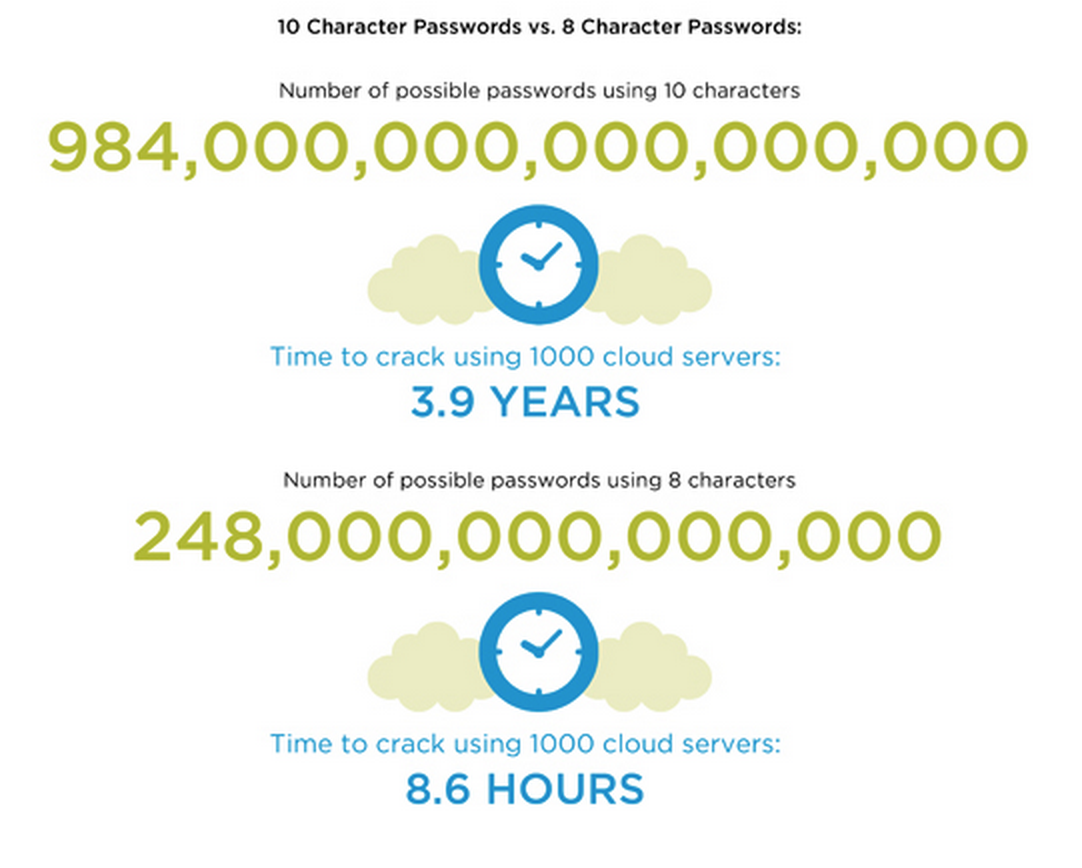 10 Character Passwords vs. 8 Character Passwords:
Number of possible passwords using 10 characters
984,000,000,000,000,000
Time to crack using 1000 cloud servers:
3.9 YEARS
Number of possible passwords using 8 characters
248,000,000,000,000
Time to crack using 1000 cloud servers:
8.6 HOURS